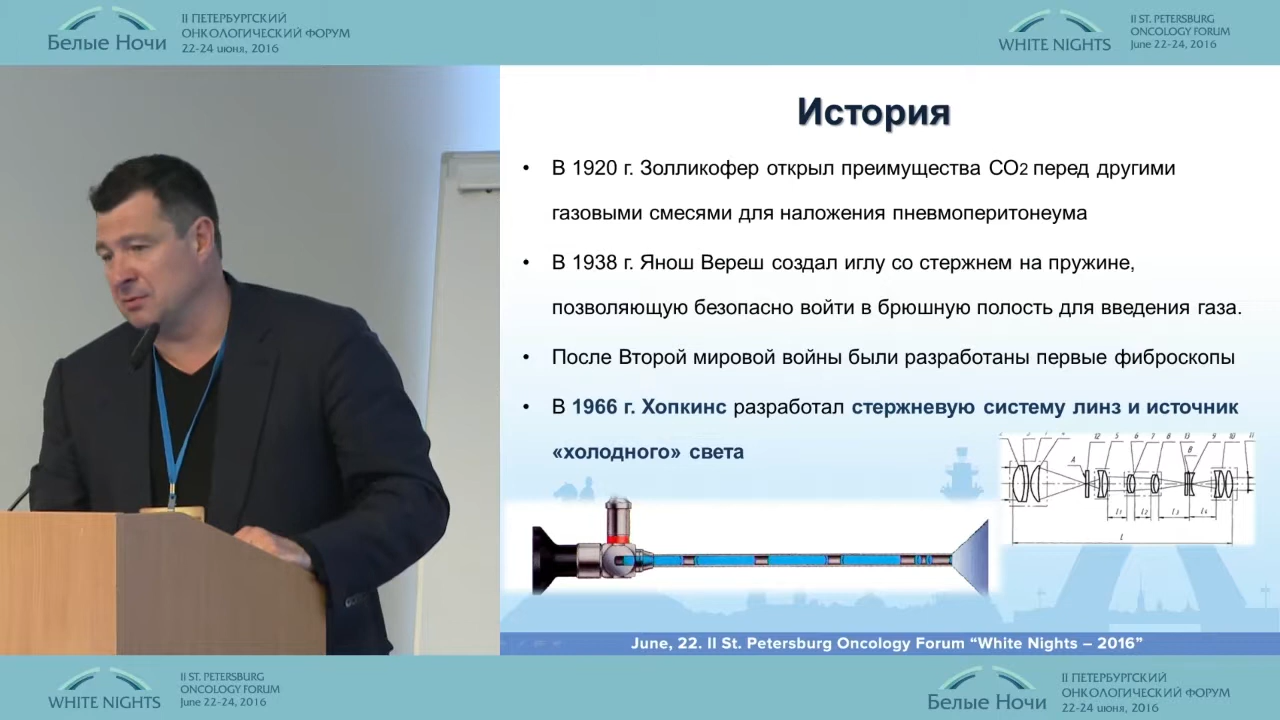 Белые Ночи
II ПЕТЕРБУРГСКИЙ
ОНКОЛОГИЧЕСКИЙ ФОРУМ
22-24 июня, 2016
WHITE NIGHTS
II ST. PETERSBURG
ONCOLOGY FORUM
June 22-24, 2016
История
• В 1920 г. Золликофер открыл преимущества СО2 перед другими
газовыми смесями для наложения пневмоперитонеума
• В 1938 г. Янош Вереш создал иглу со стержнем на пружине,
позволяющую безопасно войти в брюшную полость для введения газа.
• После Второй мировой войны были разработаны первые фиброскопы
• В 1966 г. Хопкинс разработал стержневую систему линз и источник
«холодного» света
June, 22. II St. Petersburg Oncology Forum “White Nights – 2016”
WHITE NIGHTS
II ST. PETERSBURG
ONCOLOGY FORUM
June 22-24, 2016
Белые Ночи
II ПЕТЕРБУРГСКИЙ
ОНКОЛОГИЧЕСКИЙ ФОРУМ
22-24 июня, 2016